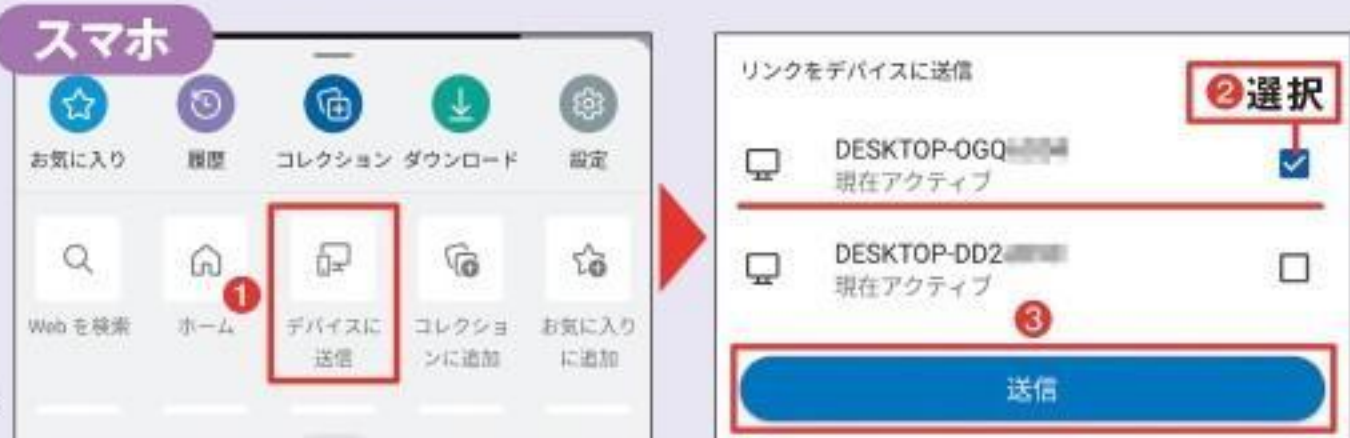 スマホ
お気に入り
履歴
コレクション
ダウンロード
設定
Web を検索
❶
ホーム
デバイスに
送信
コレクショ
ンに追加
お気に入り
に追加
リンクをデバイスに送信
❷選択
DESKTOP-OGQ
現在アクティブ
DESKTOP-DD2
現在アクティブ
❸
送信